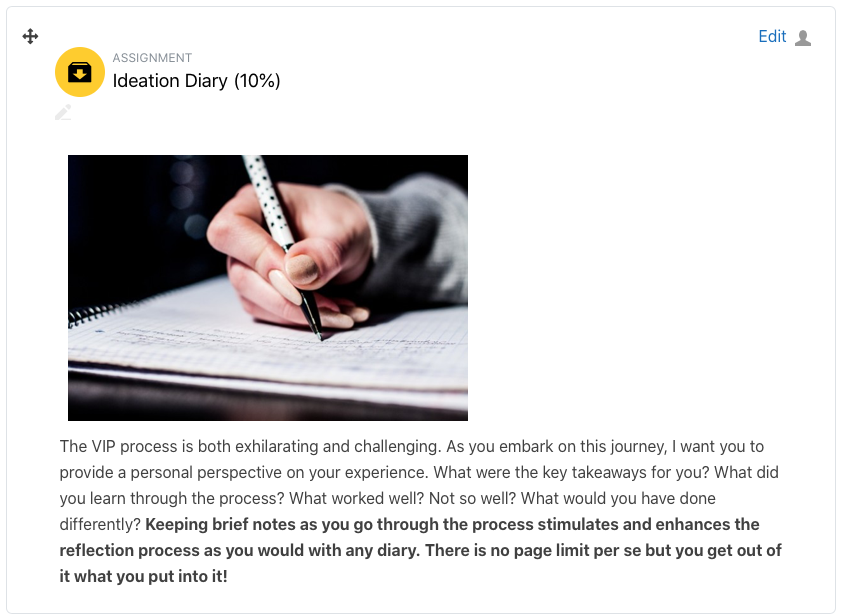 Edit
ASSIGNMENT
Ideation Diary (10%)
The VIP process is both exhilarating and challenging. As you embark on this journey, I want you to
provide a personal perspective on your experience. What were the key takeaways for you? What did
you learn through the process? What worked well? Not so well? What would you have done
differently? Keeping brief notes as you go through the process stimulates and enhances the
reflection process as you would with any diary. There is no page limit per se but you get out of
it what you put into it!